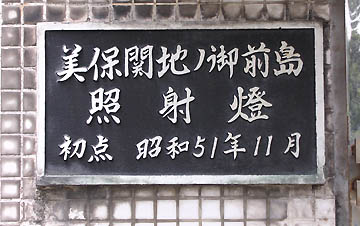 美保関地ノ御前島
照射燈
初点 昭和51年11月